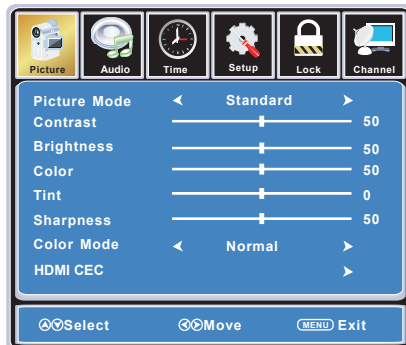 Picture Audio Time Setup Lock Channel
Picture Mode Standard
Contrast 50
Brightness 50
Color 50
Tint 0
Sharpness 50
Color Mode Normal
HDMI CEC
Select Move MENU Exit